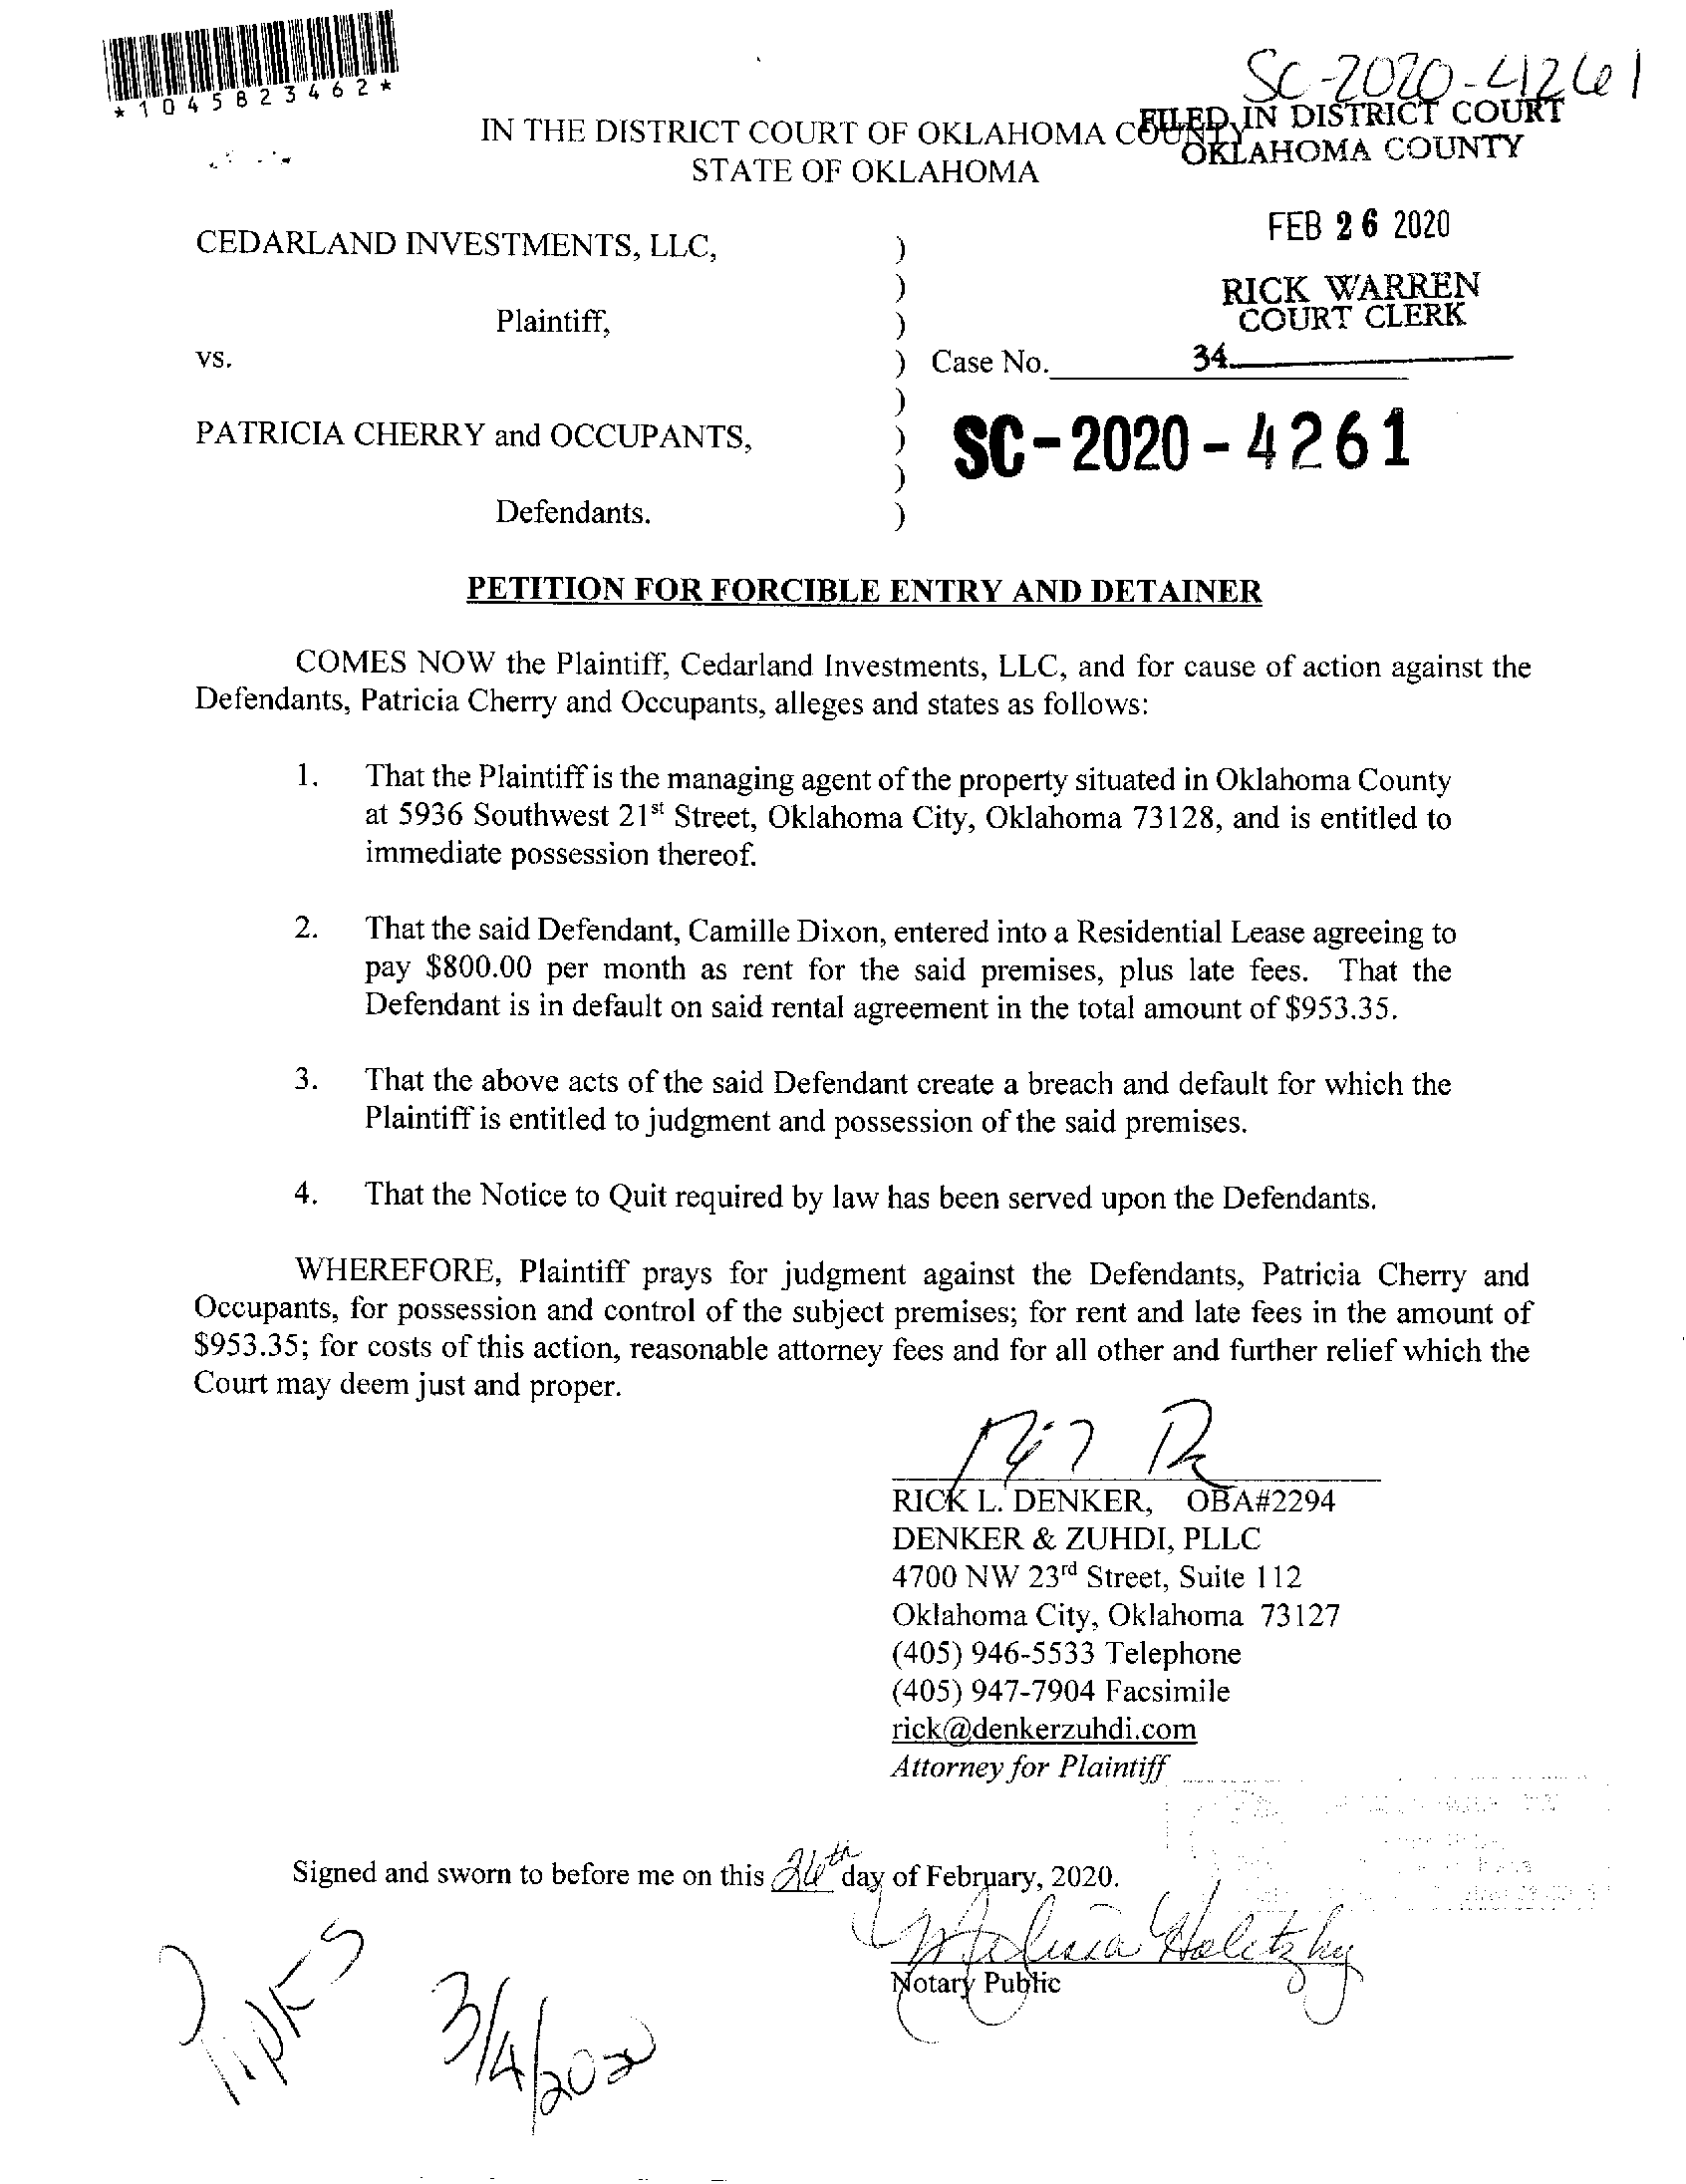 *1045823462*
SC-2020-4261
IN THE DISTRICT COURT OF OKLAHOMA COUNTY
STATE OF OKLAHOMA
FILED IN DISTRICT COURT
OKLAHOMA COUNTY
FEB 26 2020
RICK WARREN
COURT CLERK
34
CEDARLAND INVESTMENTS, LLC, )
)
Plaintiff, )
vs. ) Case No.
)
PATRICIA CHERRY and OCCUPANTS, )
)
Defendants. )
SC-2020-4261
PETITION FOR FORCIBLE ENTRY AND DETAINER
COMES NOW the Plaintiff, Cedarland Investments, LLC, and for cause of action against the
Defendants, Patricia Cherry and Occupants, alleges and states as follows:
1. That the Plaintiff is the managing agent of the property situated in Oklahoma County
at 5936 Southwest 21st Street, Oklahoma City, Oklahoma 73128, and is entitled to
immediate possession thereof.
2. That the said Defendant, Camille Dixon, entered into a Residential Lease agreeing to
pay $800.00 per month as rent for the said premises, plus late fees. That the
Defendant is in default on said rental agreement in the total amount of $953.35.
3. That the above acts of the said Defendant create a breach and default for which the
Plaintiff is entitled to judgment and possession of the said premises.
4. That the Notice to Quit required by law has been served upon the Defendants.
WHEREFORE, Plaintiff prays for judgment against the Defendants, Patricia Cherry and
Occupants, for possession and control of the subject premises; for rent and late fees in the amount of
$953.35; for costs of this action, reasonable attorney fees and for all other and further relief which the
Court may deem just and proper.
RICK L. DENKER, OBA#2294
DENKER & ZUHDI, PLLC
4700 NW 23rd Street, Suite 112
Oklahoma City, Oklahoma 73127
(405) 946-5533 Telephone
(405) 947-7904 Facsimile
rick@denkerzuhdi.com
Attorney for Plaintiff
Signed and sworn to before me on this 26th day of February, 2020.
Notary Public
3/4/2020